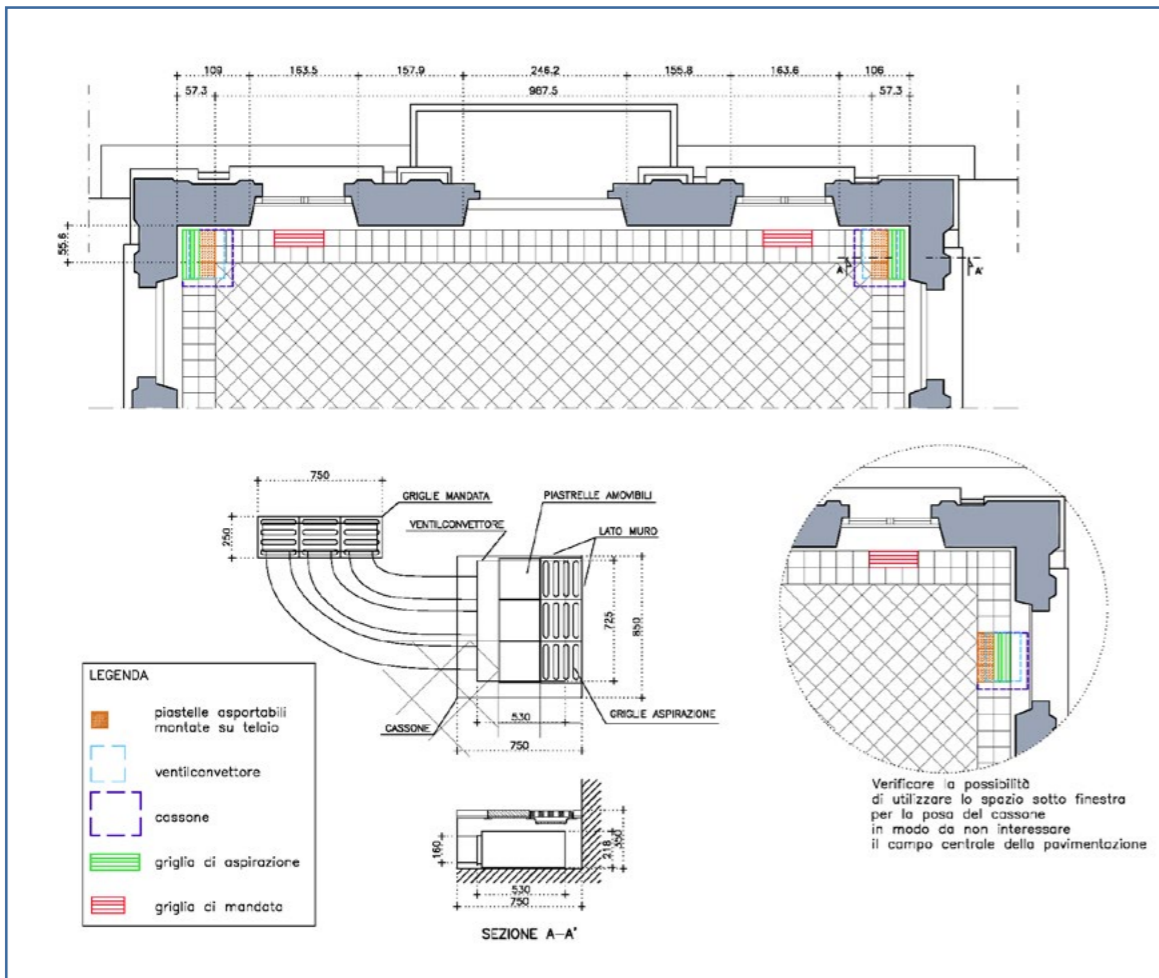 109
163.5
157.9
246.2
155.8
163.6
106
57.3
987.5
57.3
55.6
A
A'
750
250
GRIGLIE MANDATA
PIASTRELLE AMOVIBILI
VENTILCONVETTORE
LATO MURO
725
850
530
750
CASSONE
GRIGLIE ASPIRAZIONE
LEGENDA
piastelle asportabili
montate su telaio
ventilconvettore
cassone
griglia di aspirazione
griglia di mandata
160
218
350
530
750
SEZIONE A-A'
Verificare la possibilità
di utilizzare lo spazio sotto finestra
per la posa del cassone
in modo da non interessare
il campo centrale della pavimentazione